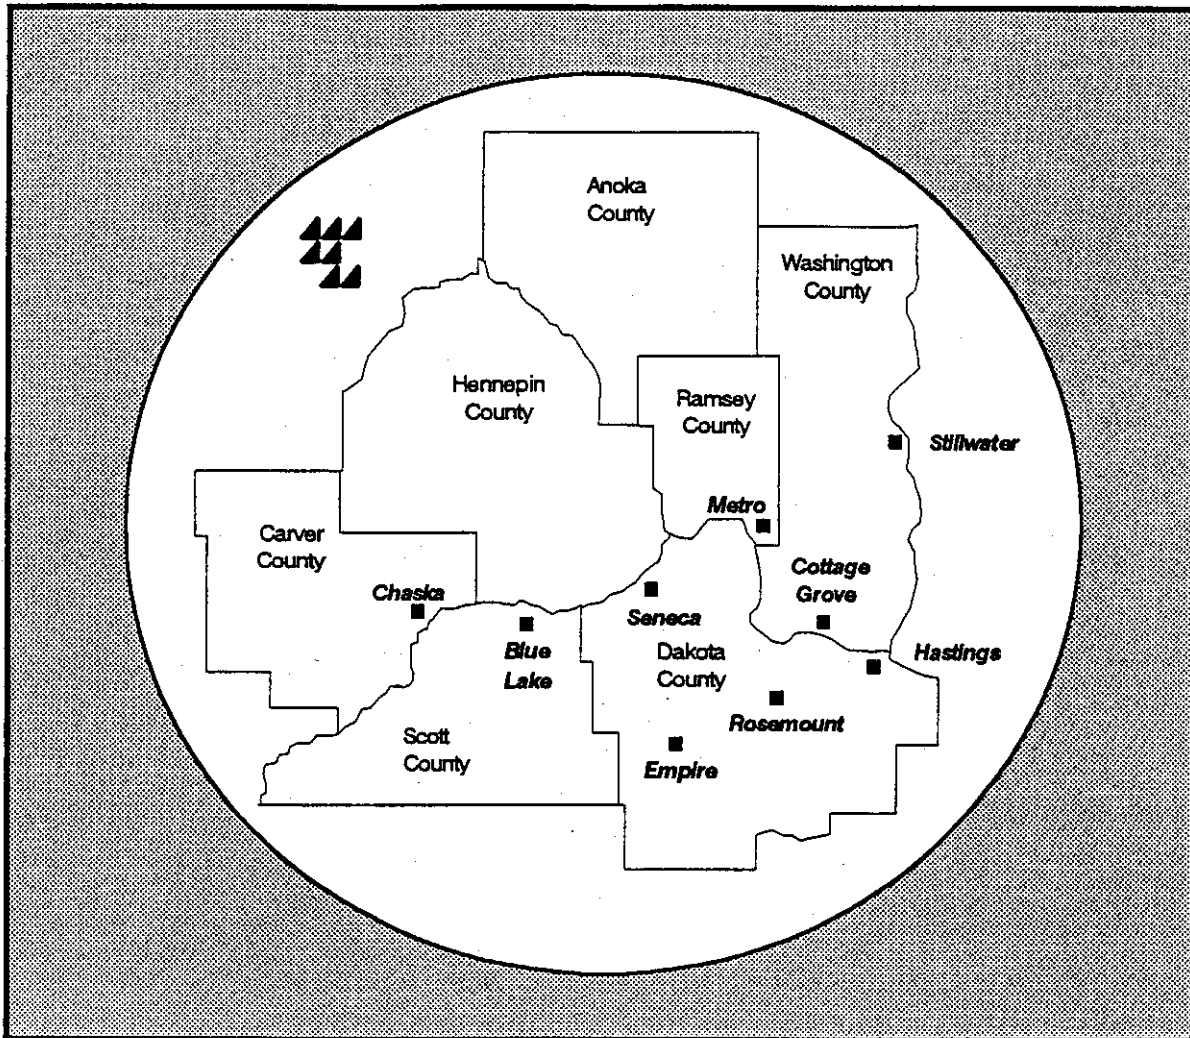 Anoka
County
Washington
County
Hennepin
County
Ramsey
County
Stillwater
Metro
Carver
County
Cottage
Grove
Chaska
Seneca
Blue
Lake
Dakota
County
Hastings
Rosemount
Scott
County
Empire